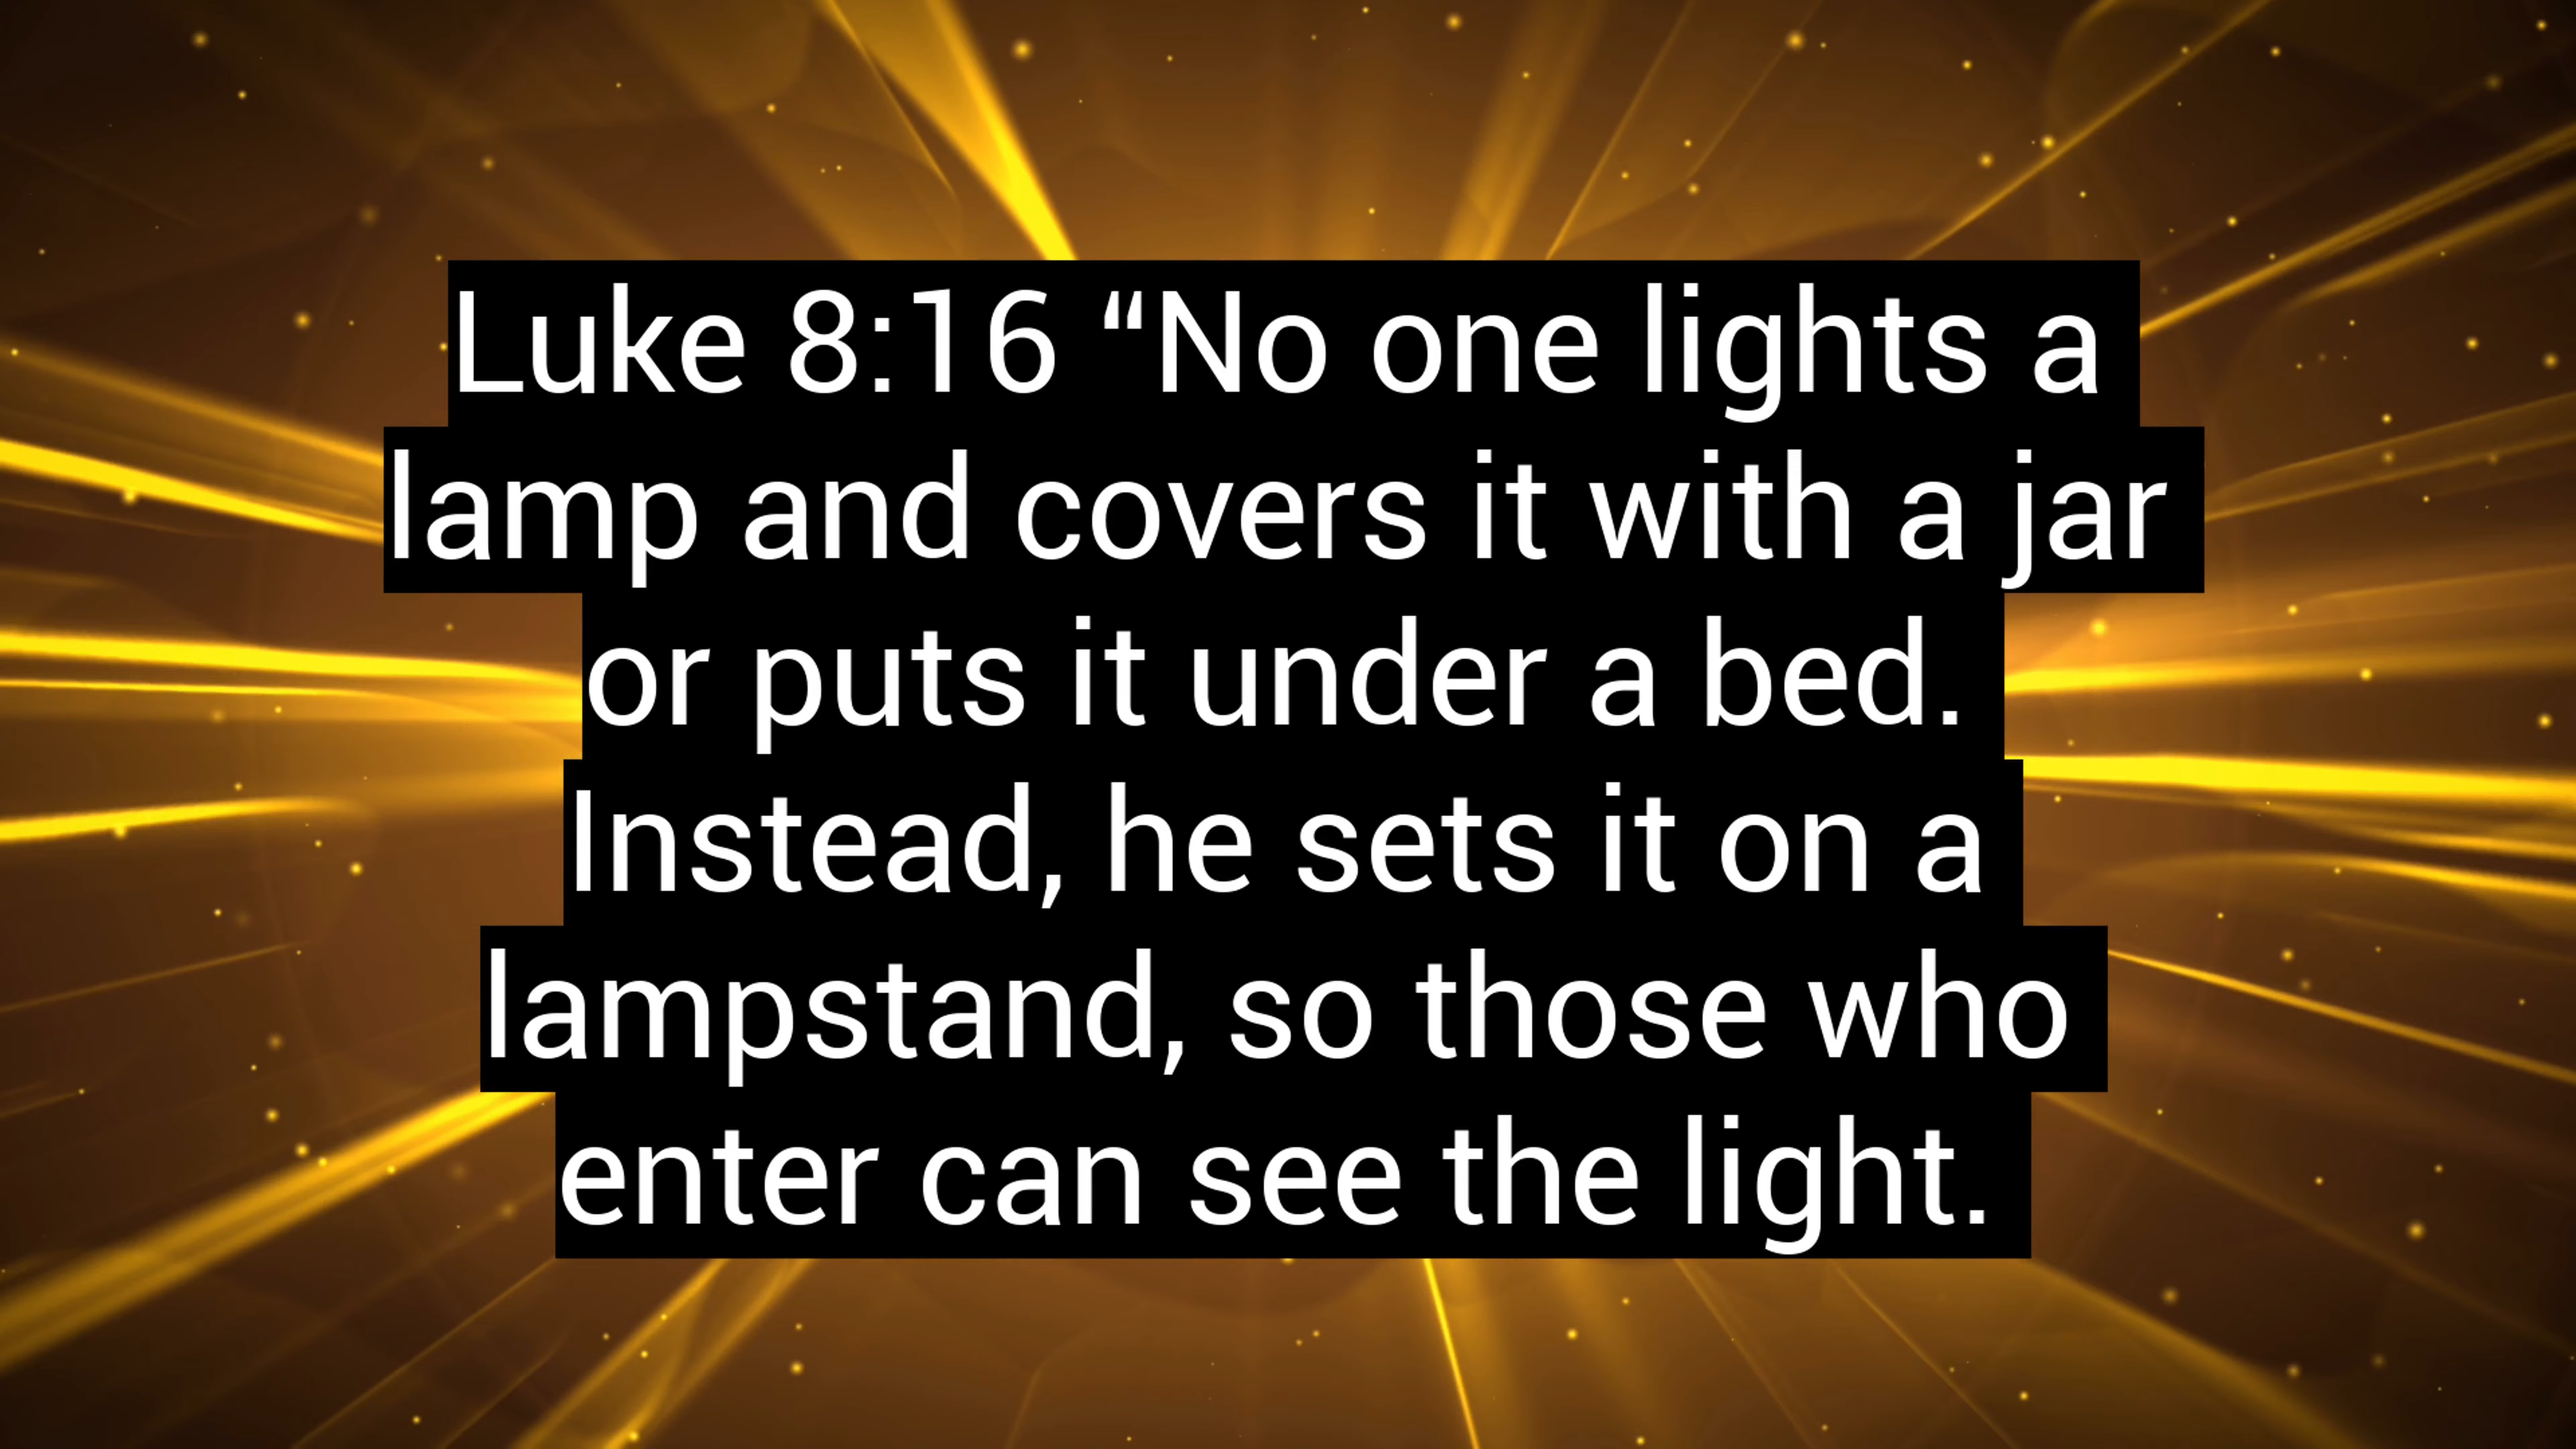 Luke 8:16 “No one lights a
lamp and covers it with a jar
or puts it under a bed.
Instead, he sets it on a
lampstand, so those who
enter can see the light.